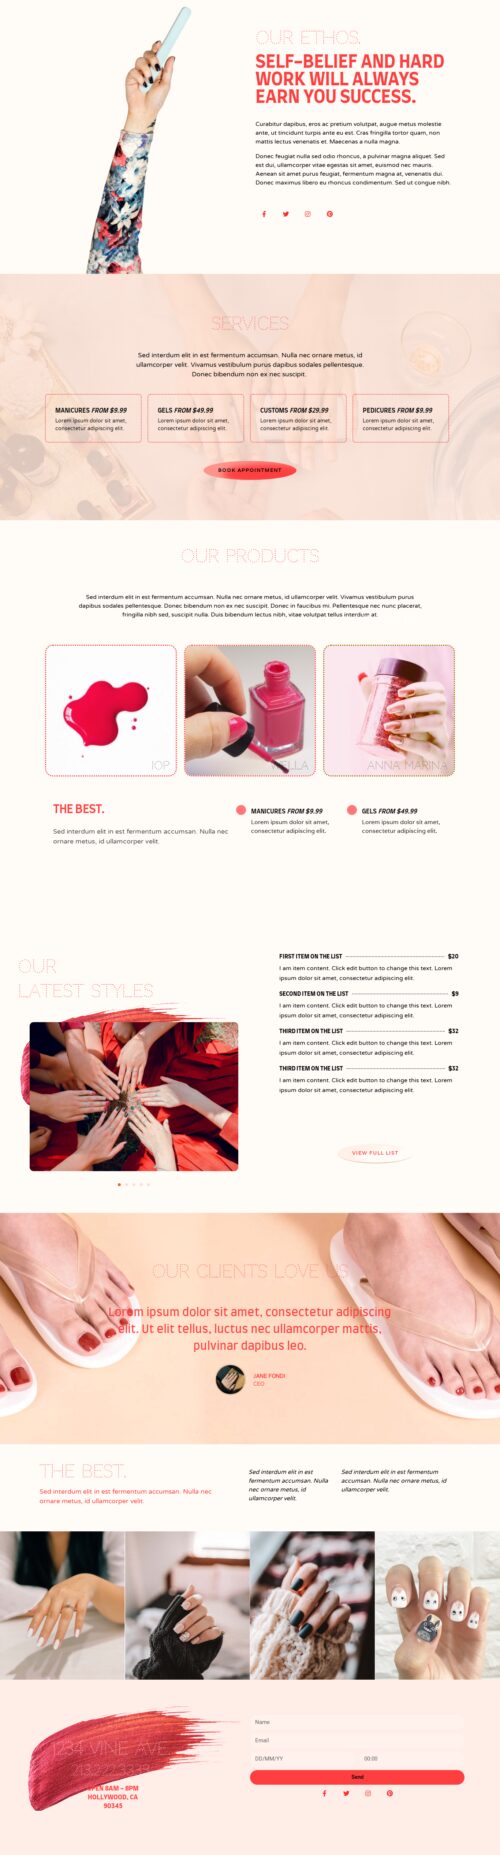 OUR ETHOS.
SELF-BELIEF AND HARD
WORK WILL ALWAYS
EARN YOU SUCCESS.
Curabitur dapibus, eros ac pretium volutpat, augue metus molestie
ante, ut tincidunt turpis ante eu est. Cras fringilla tortor quam, non
mattis lectus venenatis et. Maecenas a nulla magna.
Donec feugiat nulla sed odio rhoncus, a pulvinar magna aliquet. Sed
est dui, ullamcorper vitae egestas sit amet, euismod nec mauris.
Aenean sit amet purus feugiat, fermentum magna at, venenatis dui.
Donec maximus libero eu rhoncus condimentum. Sed ut congue nibh.
SERVICES
Sed interdum elit in est fermentum accumsan. Nulla nec ornare metus, id
ullamcorper velit. Vivamus vestibulum purus dapibus sodales pellentesque.
Donec bibendum non ex nec suscipit.
MANICURES FROM $9.99
Lorem ipsum dolor sit amet,
consectetur adipiscing elit.
GELS FROM $49.99
Lorem ipsum dolor sit amet,
consectetur adipiscing elit.
CUSTOMS FROM $29.99
Lorem ipsum dolor sit amet,
consectetur adipiscing elit.
PEDICURES FROM $9.99
Lorem ipsum dolor sit amet,
consectetur adipiscing elit.
BOOK APPOINTMENT
OUR PRODUCTS
Sed interdum elit in est fermentum accumsan. Nulla nec ornare metus, id ullamcorper velit. Vivamus vestibulum purus
dapibus sodales pellentesque. Donec bibendum non ex nec suscipit. Donec in faucibus mi. Pellentesque nec nunc placerat,
fringilla nibh sed, suscipit nulla. Duis bibendum lectus nibh, vitae volutpat tellus interdum at.
IOP
WELLA
ANNA MARINA
THE BEST.
Sed interdum elit in est fermentum accumsan. Nulla nec
ornare metus, id ullamcorper velit.
MANICURES FROM $9.99
Lorem ipsum dolor sit amet,
consectetur adipiscing elit.
GELS FROM $49.99
Lorem ipsum dolor sit amet,
consectetur adipiscing elit.
OUR
LATEST STYLES
FIRST ITEM ON THE LIST $20
I am item content. Click edit button to change this text. Lorem
ipsum dolor sit amet, consectetur adipiscing elit.
SECOND ITEM ON THE LIST $9
I am item content. Click edit button to change this text. Lorem
ipsum dolor sit amet, consectetur adipiscing elit.
THIRD ITEM ON THE LIST $32
I am item content. Click edit button to change this text. Lorem
ipsum dolor sit amet, consectetur adipiscing elit.
THIRD ITEM ON THE LIST $32
I am item content. Click edit button to change this text. Lorem
ipsum dolor sit amet, consectetur adipiscing elit.
VIEW FULL LIST
OUR CLIENTS LOVE US
Lorem ipsum dolor sit amet, consectetur adipiscing
elit. Ut elit tellus, luctus nec ullamcorper mattis,
pulvinar dapibus leo.
JANE FONDI
CEO
THE BEST.
Sed interdum elit in est fermentum accumsan. Nulla nec
ornare metus, id ullamcorper velit.
Sed interdum elit in est
fermentum accumsan. Nulla
nec ornare metus, id
ullamcorper velit.
Sed interdum elit in est fermentum
accumsan. Nulla nec ornare metus, id
ullamcorper velit.
1234 VINE AVE
OPEN 8AM - 8PM
HOLLYWOOD, CA
90345
Name
Email
DD/MM/YY
00:00
Send